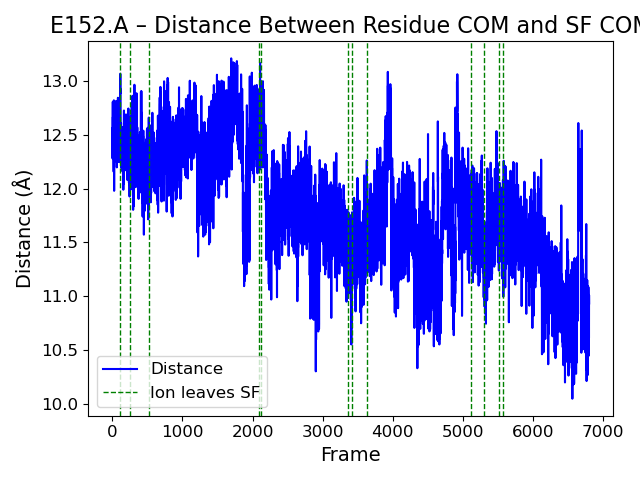 E152.A – Distance Between Residue COM and SF COM
13.0
12.5
12.0
11.5
11.0
10.5
10.0
Distance (Å)
Distance
Ion leaves SF
0 1000 2000 3000 4000 5000 6000 7000
Frame